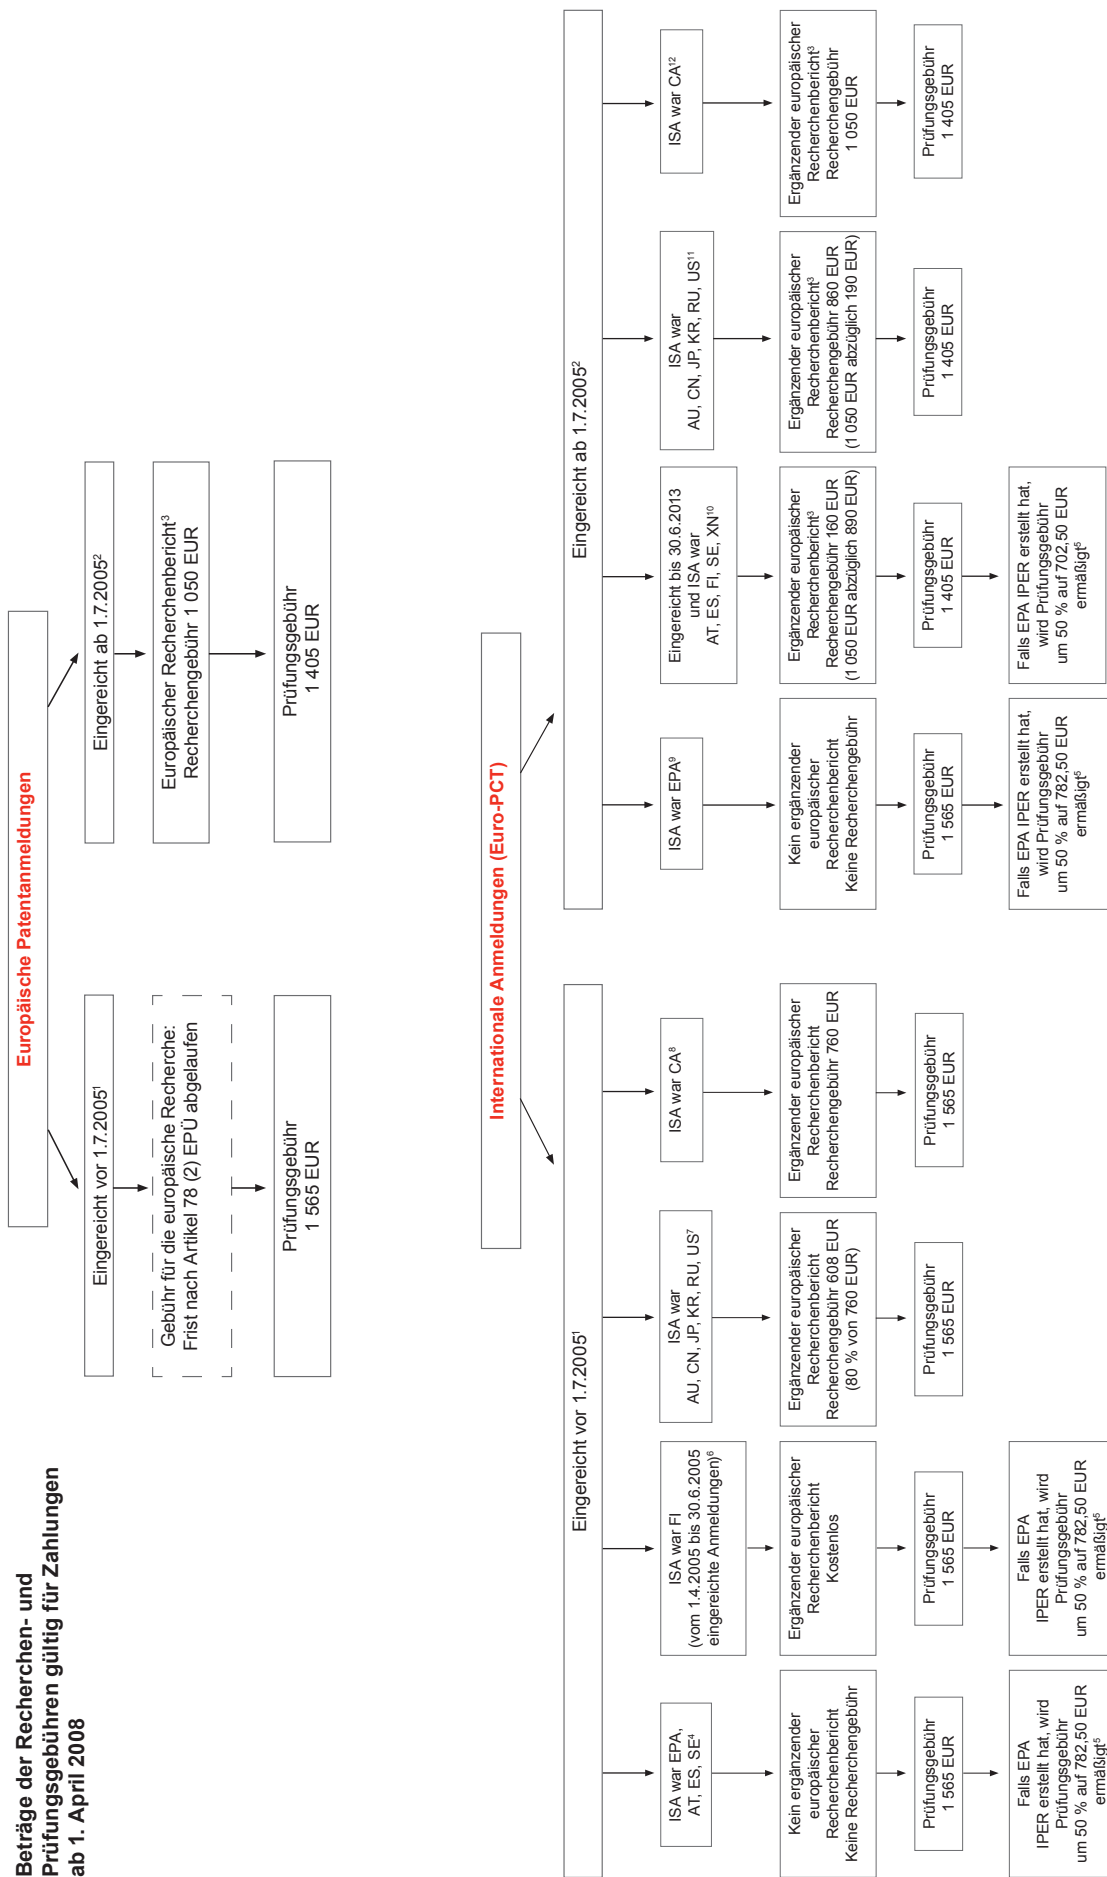 Beträge der Recherchen- und
Prüfungsgebühren gültig für Zahlungen
ab 1. April 2008
Europäische Patentanmeldungen
Eingereicht vor 1.7.2005¹
Gebühr für die europäische Recherche:
Frist nach Artikel 78 (2) EPÜ abgelaufen
Prüfungsgebühr
1 565 EUR
Eingereicht ab 1.7.2005²
Europäischer Recherchenbericht³
Recherchengebühr 1 050 EUR
Prüfungsgebühr
1 405 EUR
Internationale Anmeldungen (Euro-PCT)
Eingereicht vor 1.7.2005¹
ISA war EPA,
AT, ES, SE⁴
Kein ergänzender
europäischer
Recherchenbericht
Keine Recherchengebühr
Prüfungsgebühr
1 565 EUR
Falls EPA
IPER erstellt hat, wird
Prüfungsgebühr
um 50 % auf 782,50 EUR
ermäßigt⁵
ISA war FI
(vom 1.4.2005 bis 30.6.2005
eingereichte Anmeldungen)⁶
Ergänzender europäischer
Recherchenbericht
Kostenlos
Prüfungsgebühr
1 565 EUR
Falls EPA
IPER erstellt hat, wird
Prüfungsgebühr
um 50 % auf 782,50 EUR
ermäßigt⁵
ISA war
AU, CN, JP, KR, RU, US⁷
Ergänzender europäischer
Recherchenbericht
Recherchengebühr 608 EUR
(80 % von 760 EUR)
Prüfungsgebühr
1 565 EUR
ISA war CA⁸
Ergänzender europäischer
Recherchenbericht
Recherchengebühr 760 EUR
Prüfungsgebühr
1 565 EUR
Eingereicht ab 1.7.2005²
ISA war EPA⁹
Kein ergänzender
europäischer
Recherchenbericht
Keine Recherchengebühr
Prüfungsgebühr
1 565 EUR
Falls EPA IPER erstellt hat,
wird Prüfungsgebühr
um 50 % auf 782,50 EUR
ermäßigt⁵
Eingereicht bis 30.6.2013
und ISA war
AT, ES, FI, SE, XN¹⁰
Ergänzender europäischer
Recherchenbericht³
Recherchengebühr 160 EUR
(1 050 EUR abzüglich 890 EUR)
Prüfungsgebühr
1 405 EUR
Falls EPA IPER erstellt hat,
wird Prüfungsgebühr
um 50 % auf 702,50 EUR
ermäßigt⁵
ISA war
AU, CN, JP, KR, RU, US¹¹
Ergänzender europäischer
Recherchenbericht³
Recherchengebühr 860 EUR
(1 050 EUR abzüglich 190 EUR)
Prüfungsgebühr
1 405 EUR
ISA war CA¹²
Ergänzender europäischer
Recherchenbericht³
Recherchengebühr
1 050 EUR
Prüfungsgebühr
1 405 EUR